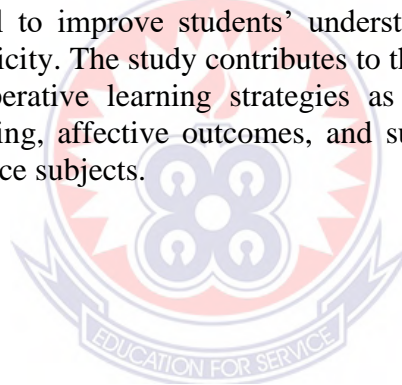 l to improve students’ underst
icity. The study contributes to th
perative learning strategies as
ing, affective outcomes, and su
ce subjects.
EDUCATION FOR SERVICE